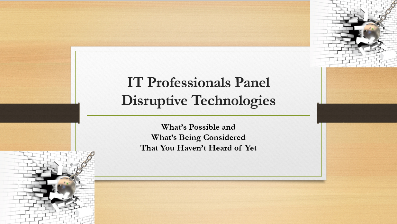 IT Professionals Panel
Disruptive Technologies
What's Possible and
What's Being Considered
That You Haven't Heard of Yet